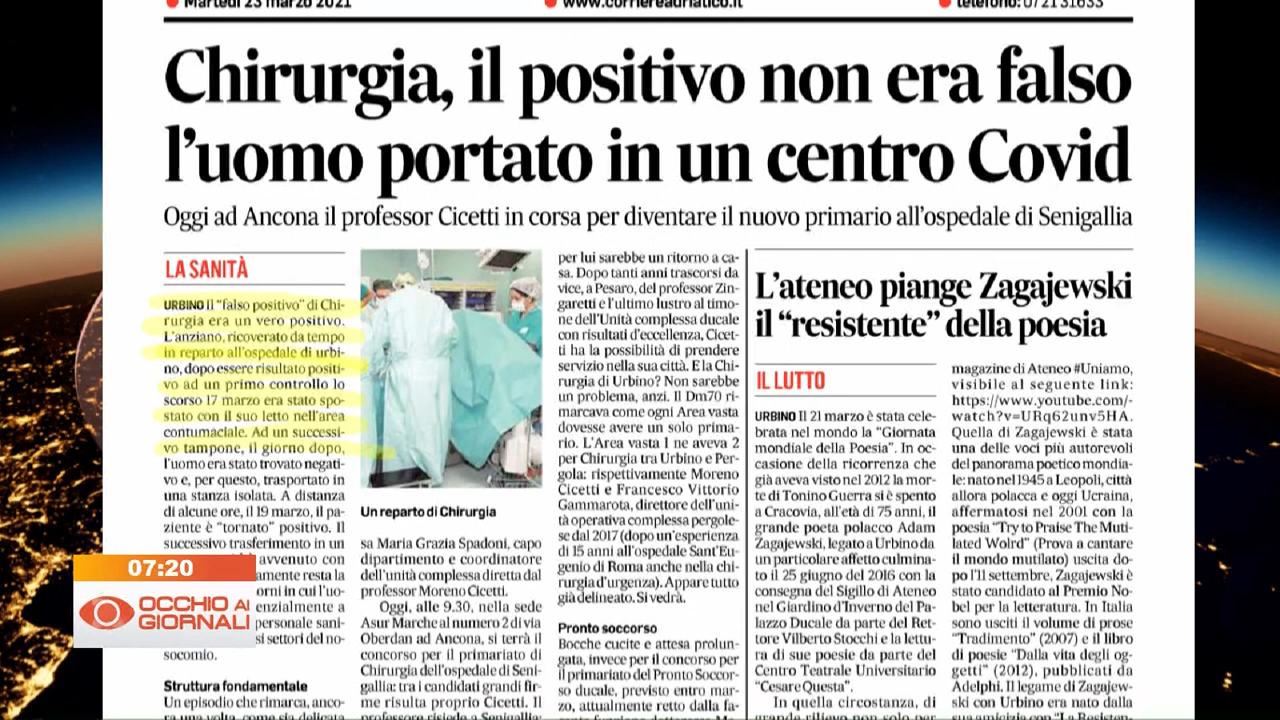 Martedì 23 marzo 2021
www.corriereadriatico.it
telefono: 0721 31633
Chirurgia, il positivo non era falso
l'uomo portato in un centro Covid
Oggi ad Ancona il professor Cicetti in corsa per diventare il nuovo primario all'ospedale di Senigallia
LA SANITÀ
URBINO Il "falso positivo" di Chi-
rurgia era un vero positivo.
L'anziano, ricoverato da tempo
in reparto all'ospedale di urbi-
no, dopo essere risultato positi-
vo ad un primo controllo lo
scorso 17 marzo era stato spo-
stato con il suo letto nell'area
contumaciale. Ad un successi-
vo tampone, il giorno dopo,
l'uomo era stato trovato negati-
vo e, per questo, trasportato in
una stanza isolata. A distanza
di alcune ore, il 19 marzo, il pa-
ziente è "tornato" positivo. Il
successivo trasferimento in un
avvenuto con
amente resta la
orni in cui l'uo-
enzialmente a
personale sani-
si settori del no-
socomio.
Struttura fondamentale
Un episodio che rimarca, anco-
ra una volta, come sia delicata
Un reparto di Chirurgia
sa Maria Grazia Spadoni, capo
dipartimento e coordinatore
dell'unità complessa diretta dal
professor Moreno Cicetti.
Oggi, alle 9.30, nella sede
Asur Marche al numero 2 di via
Oberdan ad Ancona, si terrà il
concorso per il primariato di
Chirurgia dell'ospedale di Seni-
gallia: tra i candidati grandi fir-
me risulta proprio Cicetti. Il
professore risiede a Senigallia:
per lui sarebbe un ritorno a ca-
sa. Dopo tanti anni trascorsi da
vice, a Pesaro, del professor Zin-
garetti e l'ultimo lustro al timo-
ne dell'Unità complessa ducale
con risultati d'eccellenza, Cicet-
ti ha la possibilità di prendere
servizio nella sua città. E la Chi-
rurgia di Urbino? Non sarebbe
un problema, anzi. Il Dm70 ri-
marcava come ogni Area vasta
dovesse avere un solo prima-
rio. L'Area vasta 1 ne aveva 2
per Chirurgia tra Urbino e Per-
gola: rispettivamente Moreno
Cicetti e Francesco Vittorio
Gammarota, direttore dell'uni-
tà operativa complessa pergole-
se dal 2017 (dopo un'esperienza
di 15 anni all'ospedale Sant'Eu-
genio di Roma anche nella chi-
rurgia d'urgenza). Appare tutto
già delineato. Si vedrà.
Pronto soccorso
Bocche cucite e attesa prolun-
gata, invece per il concorso per
il primariato del Pronto Soccor-
so ducale, previsto entro mar-
zo, attualmente retto dalla fa-
L'ateneo piange Zagajewski
il "resistente" della poesia
IL LUTTO
URBINO Il 21 marzo è stata cele-
brata nel mondo la "Giornata
mondiale della Poesia". In oc-
casione della ricorrenza che
già aveva visto nel 2012 la mor-
te di Tonino Guerra si è spento
a Cracovia, all'età di 75 anni, il
grande poeta polacco Adam
Zagajewski, legato a Urbino da
un particolare affetto culmina-
to il 25 giugno del 2016 con la
consegna del Sigillo di Ateneo
nel Giardino d'Inverno del Pa-
lazzo Ducale da parte del Ret-
tore Vilberto Stocchi e la lettu-
ra di sue poesie da parte del
Centro Teatrale Universitario
"Cesare Questa".
In quella circostanza, di
grande rilievo non solo per
magazine di Ateneo #Uniamo,
visibile al seguente link:
https://www.youtube.com/-
watch?v=URq62unv5HA.
Quella di Zagajewski è stata
una delle voci più autorevoli
del panorama poetico mondia-
le: nato nel 1945 a Leopoli, città
allora polacca e oggi Ucraina,
affermatosi nel 2001 con la
poesia "Try to Praise The Muti-
lated Wolrd" (Prova a cantare
il mondo mutilato) uscita do-
po l'11 settembre, Zagajewski è
stato candidato al Premio No-
bel per la letteratura. In Italia
sono usciti il volume di prose
"Tradimento" (2007) e il libro
di poesie "Dalla vita degli og-
getti" (2012), pubblicati da
Adelphi. Il legame di Zagajew-
ski con Urbino era nato dalla
sua amicizia con "La Resisten-
07:20
OCCHIO AI
GIORNALI